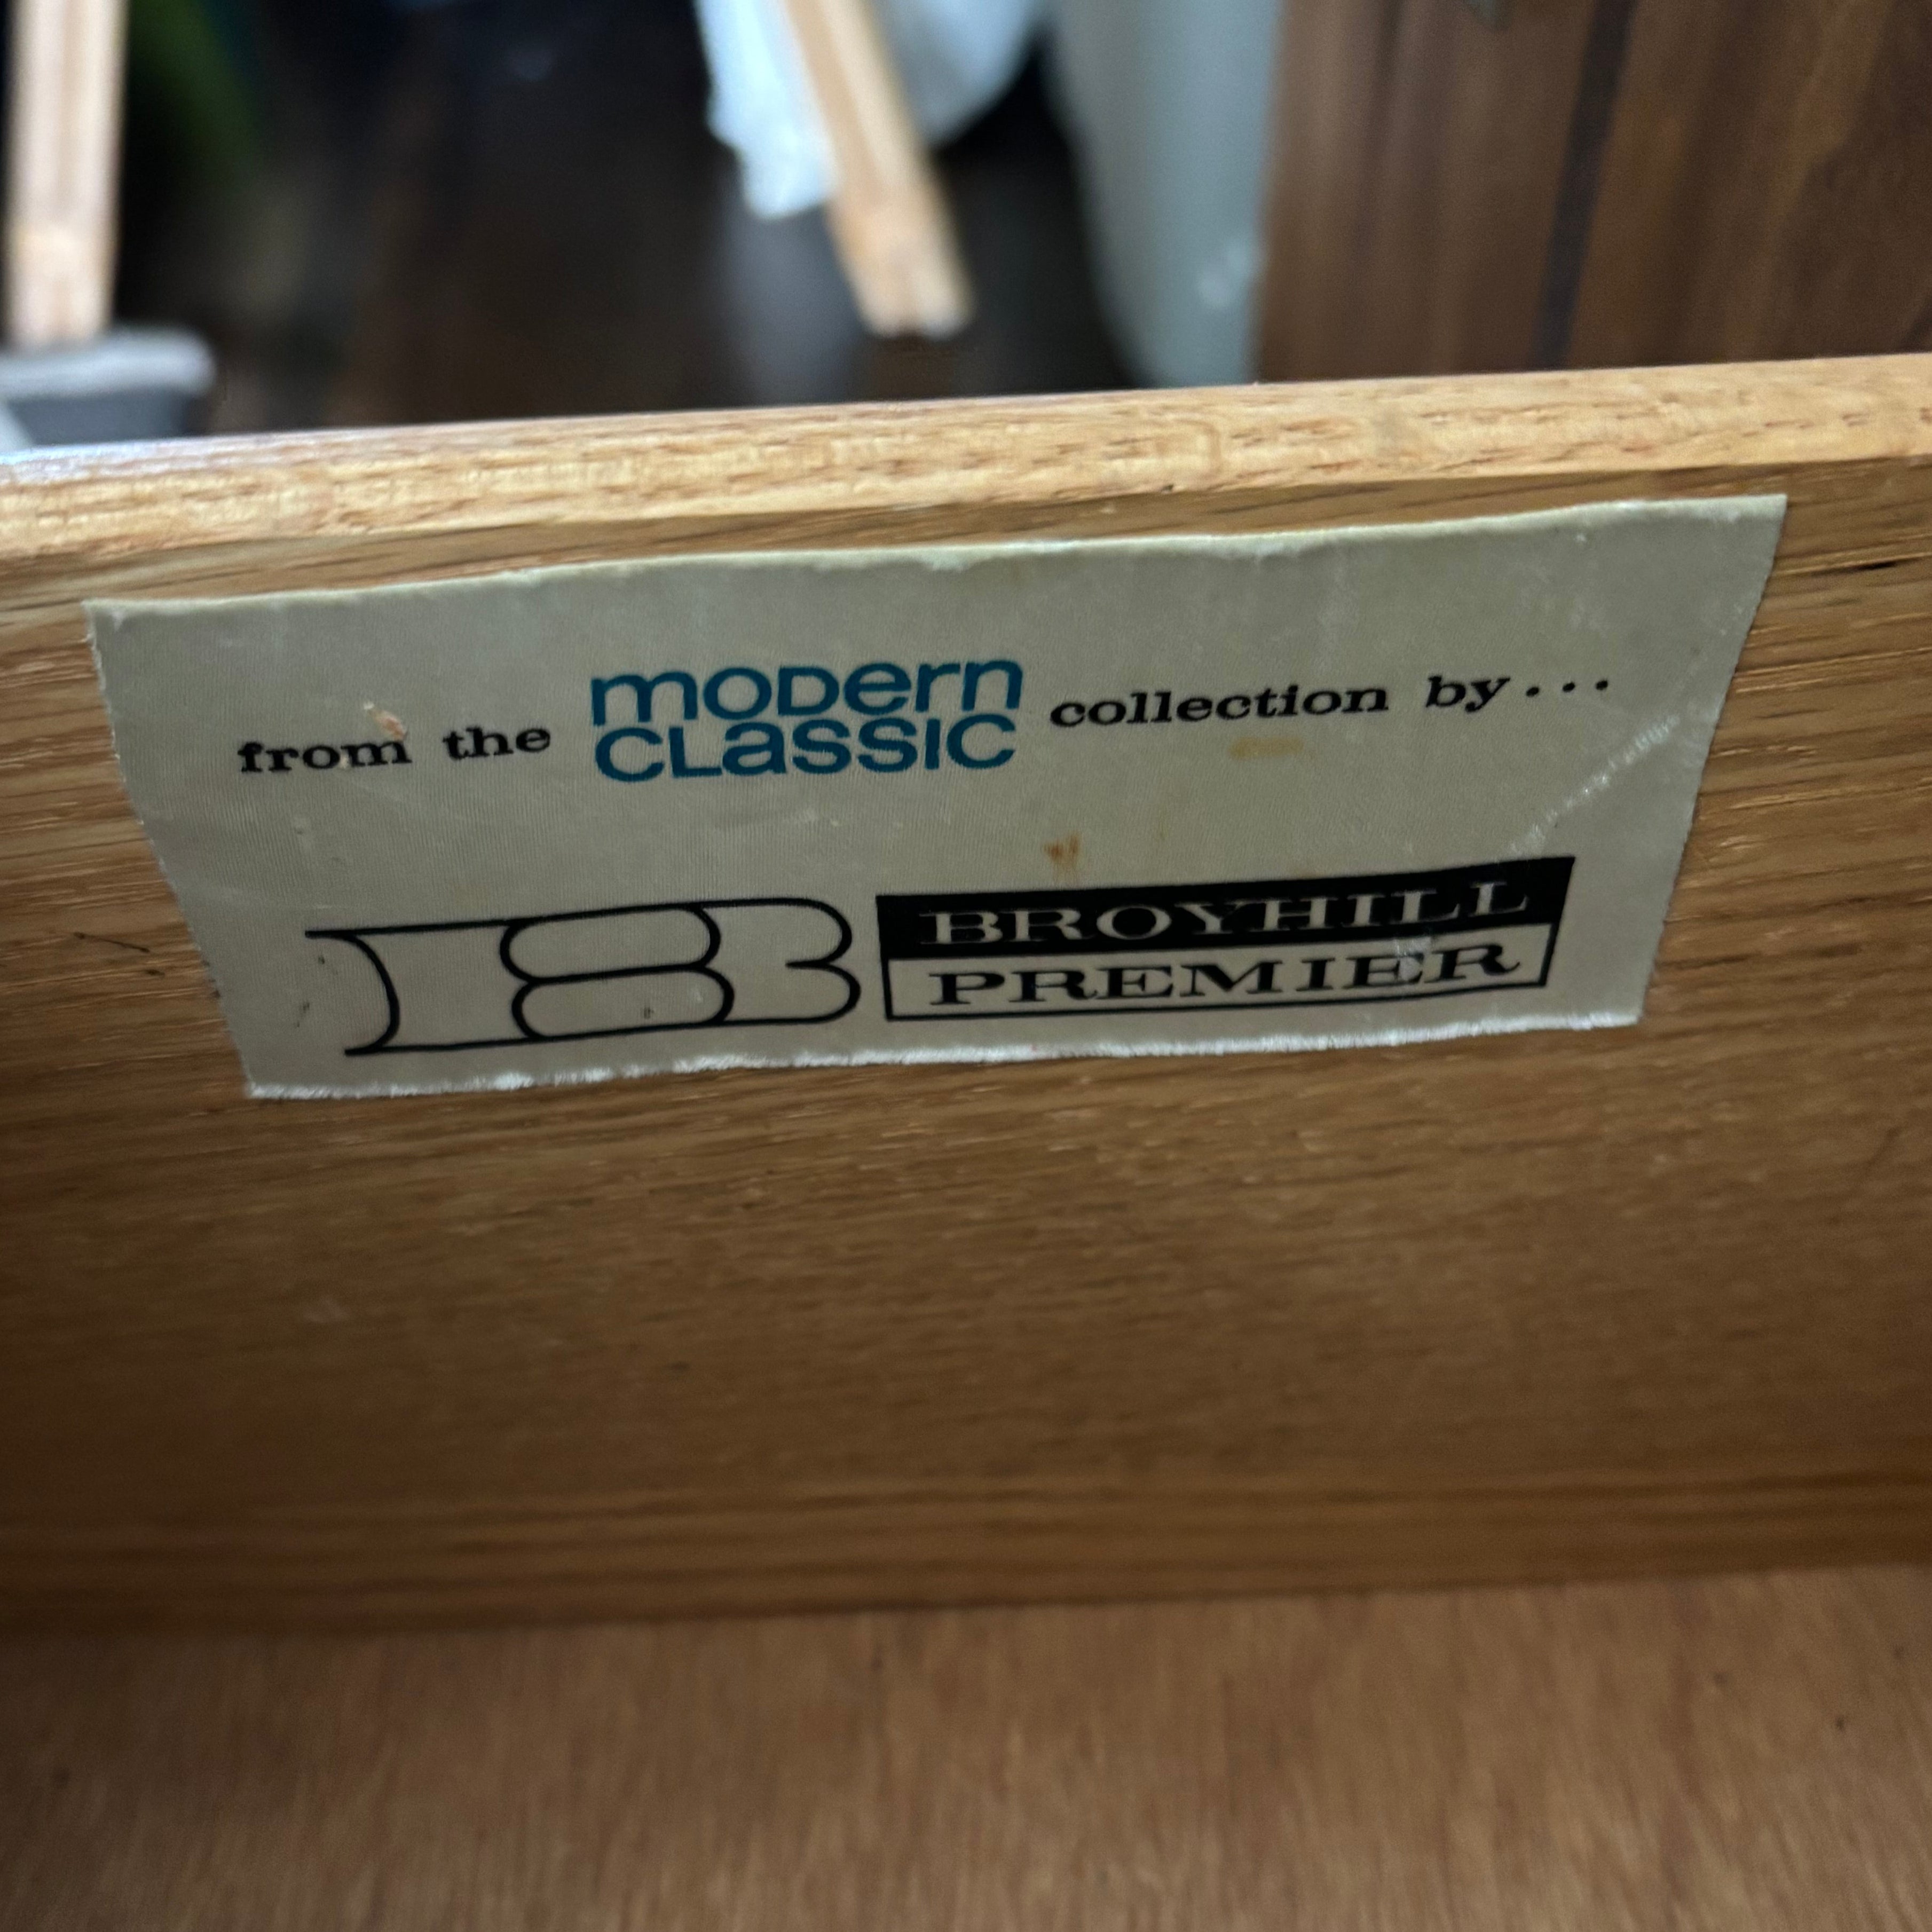 from the moDern CLaSSIC collection by...
B BROYHILL
PREMIER